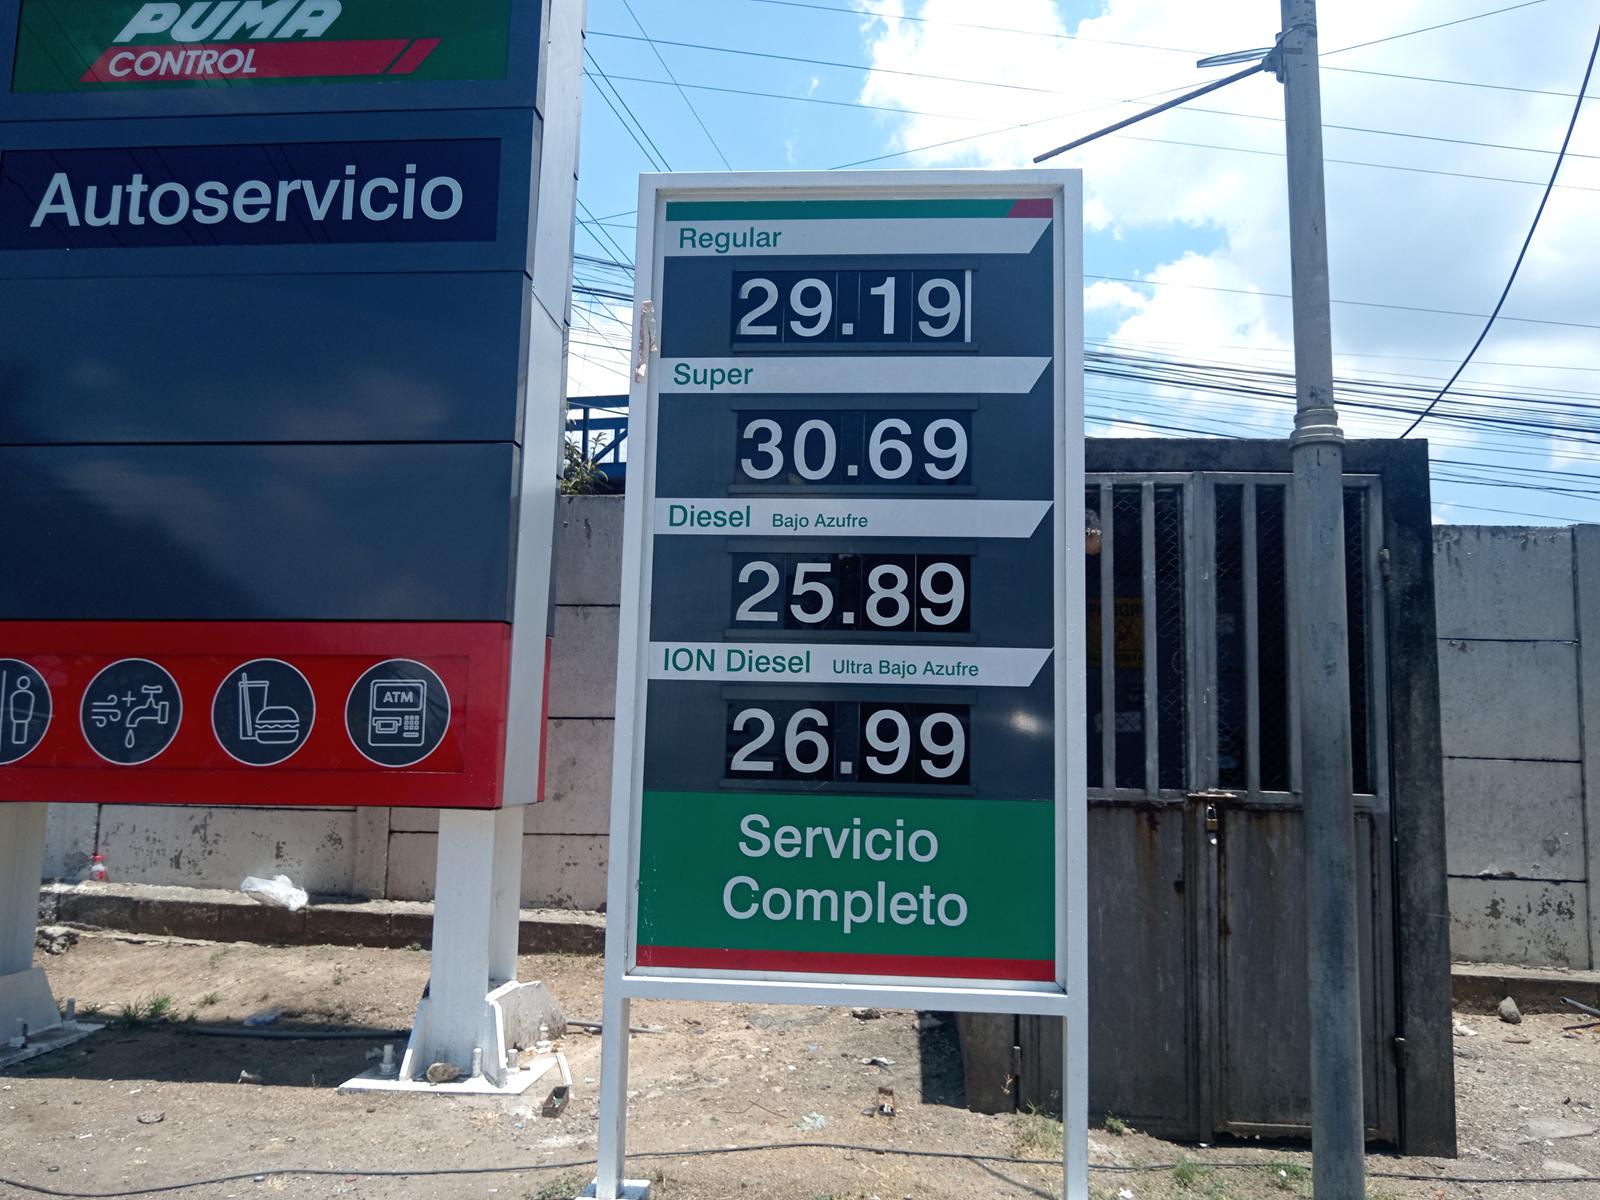 PUMA
CONTROL
Autoservicio
ATM
Regular
29.19
Super
30.69
Diesel Bajo Azufre
25.89
ION Diesel Ultra Bajo Azufre
26.99
Servicio
Completo